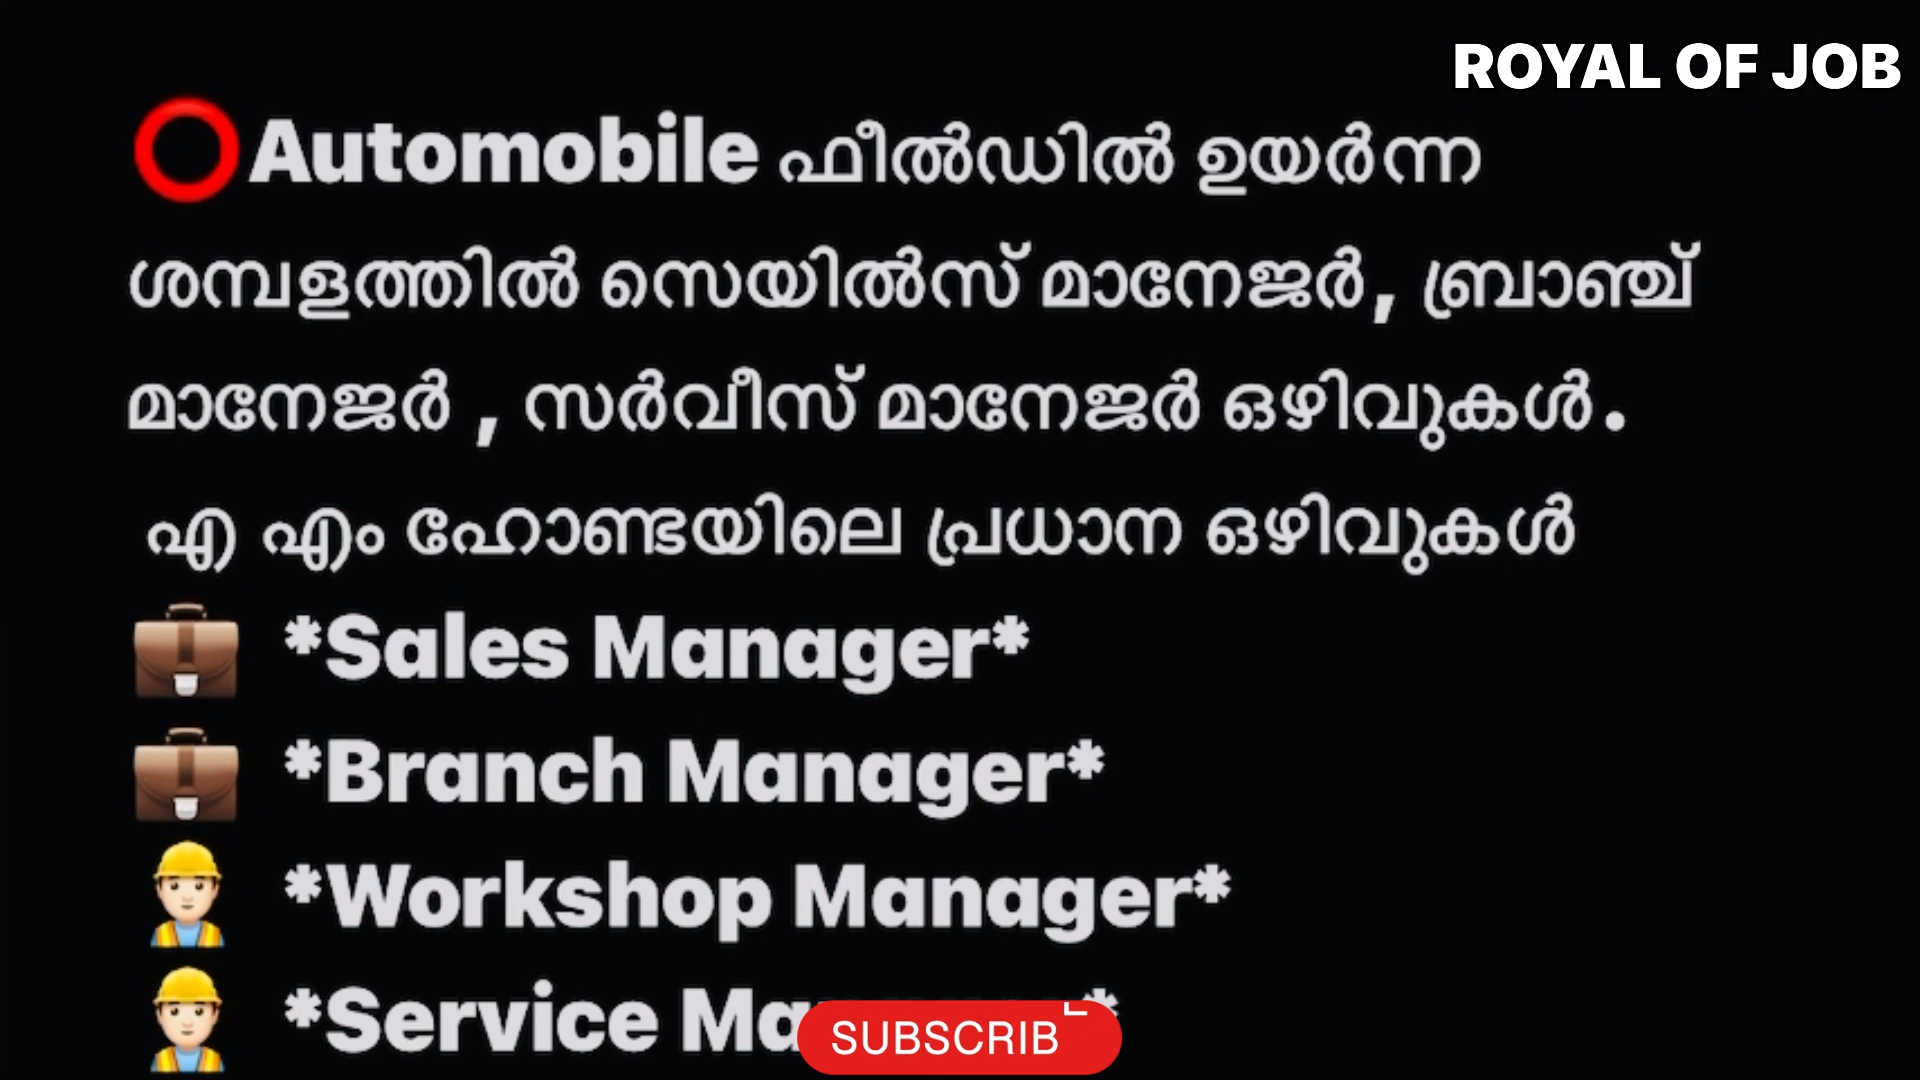 ROYAL OF JOB
⭕Automobile ഫീൽഡിൽ ഉയർന്ന
ശമ്പളത്തിൽ സെയിൽസ് മാനേജർ, ബ്രാഞ്ച്
മാനേജർ , സർവീസ് മാനേജർ ഒഴിവുകൾ.
എ എം ഹോണ്ടയിലെ പ്രധാന ഒഴിവുകൾ
💼 *Sales Manager*
💼 *Branch Manager*
👷🏻‍♂️ *Workshop Manager*
👷🏻‍♂️ *Service
SUBSCRIB